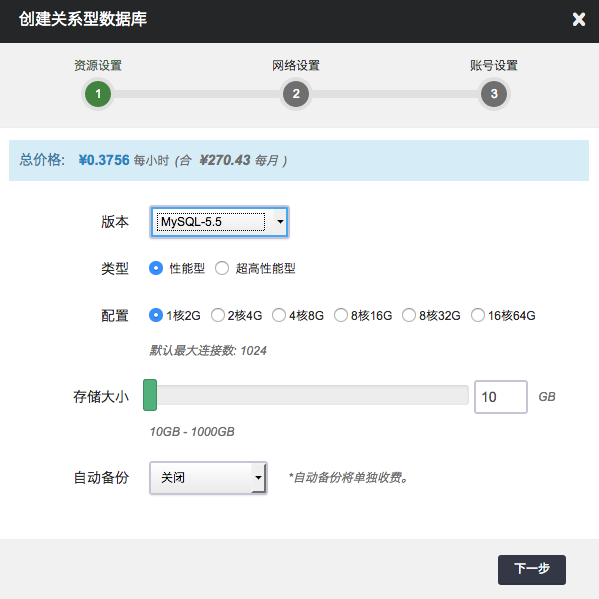 创建关系型数据库
资源设置 网络设置 账号设置
1 2 3
总价格: ¥0.3756 每小时 (合 ¥270.43 每月 )
版本 MySQL-5.5
类型 性能型 超高性能型
配置 1核2G 2核4G 4核8G 8核16G 8核32G 16核64G
默认最大连接数: 1024
存储大小 10 GB
10GB - 1000GB
自动备份 关闭 *自动备份将单独收费。
下一步